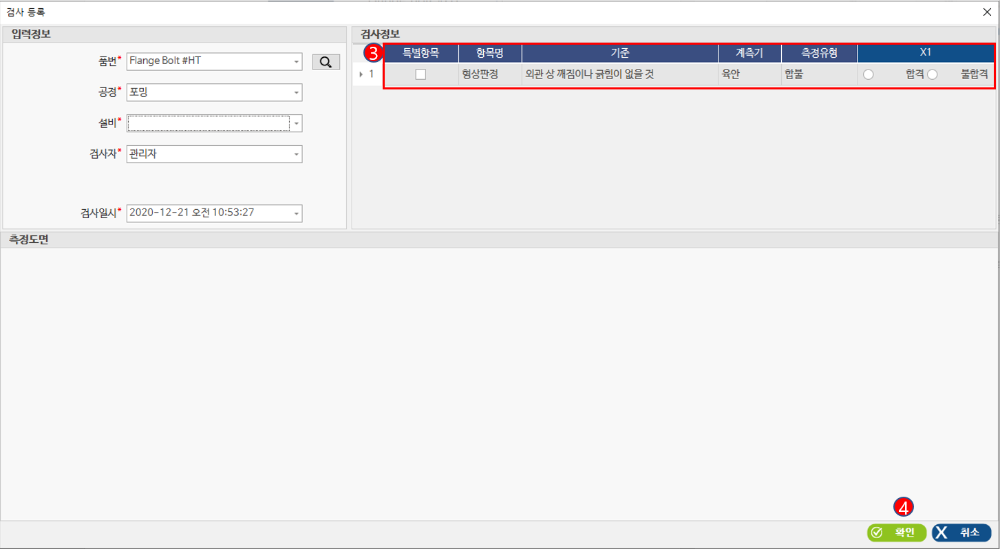 검사 등록
입력정보
품번* Flange Bolt #HT
공정* 포밍
설비*
검사자* 관리자
검사일시* 2020-12-21 오전 10:53:27
검사정보
3 특별항목 항목명 기준 계측기 측정유형 X1
1 형상판정 외관 상 깨짐이나 긁힘이 없을 것 육안 합불 합격 불합격
측정도면
4
확인 X 취소